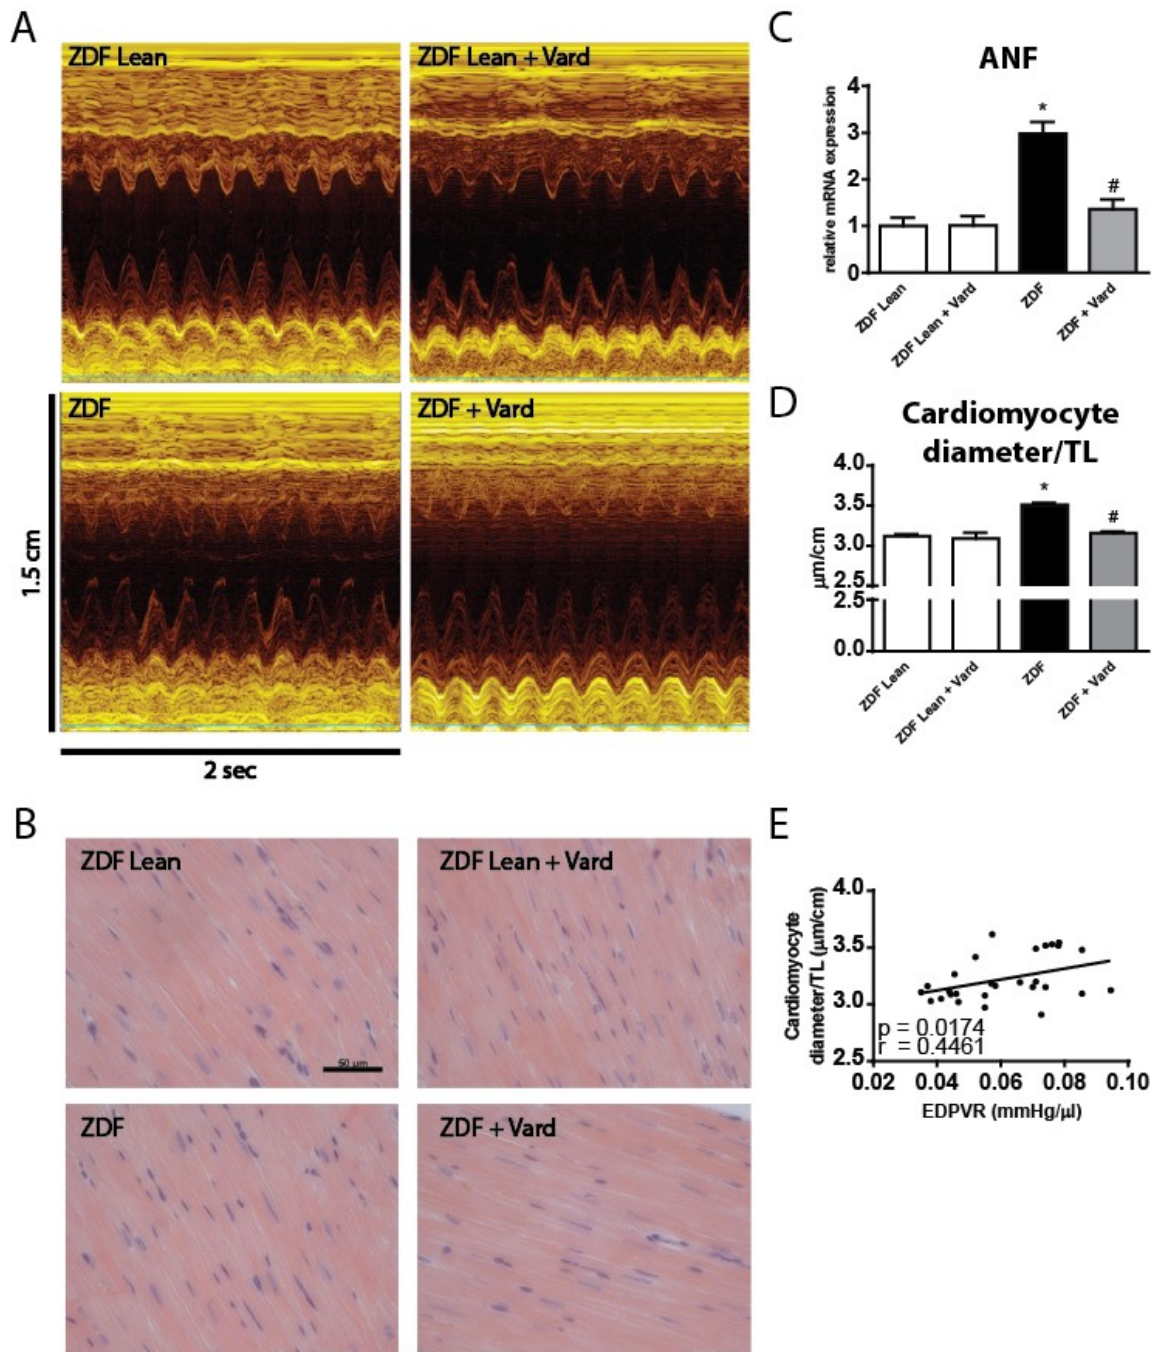 A
ZDF Lean
ZDF Lean + Vard
ZDF
ZDF + Vard
1.5 cm
2 sec
B
ZDF Lean
ZDF Lean + Vard
50 µm
ZDF
ZDF + Vard
C
ANF
relative mRNA expression
4
3
2
1
0
*
#
ZDF Lean
ZDF Lean + Vard
ZDF
ZDF + Vard
D
Cardiomyocyte
diameter/TL
µm/cm
4.0
3.5
3.0
2.5
2.5
0.0
*
#
ZDF Lean
ZDF Lean + Vard
ZDF
ZDF + Vard
E
Cardiomyocyte
diameter/TL (µm/cm)
4.0
3.5
3.0
2.5
p = 0.0174
r = 0.4461
0.02
0.04
0.06
0.08
0.10
EDPVR (mmHg/µl)